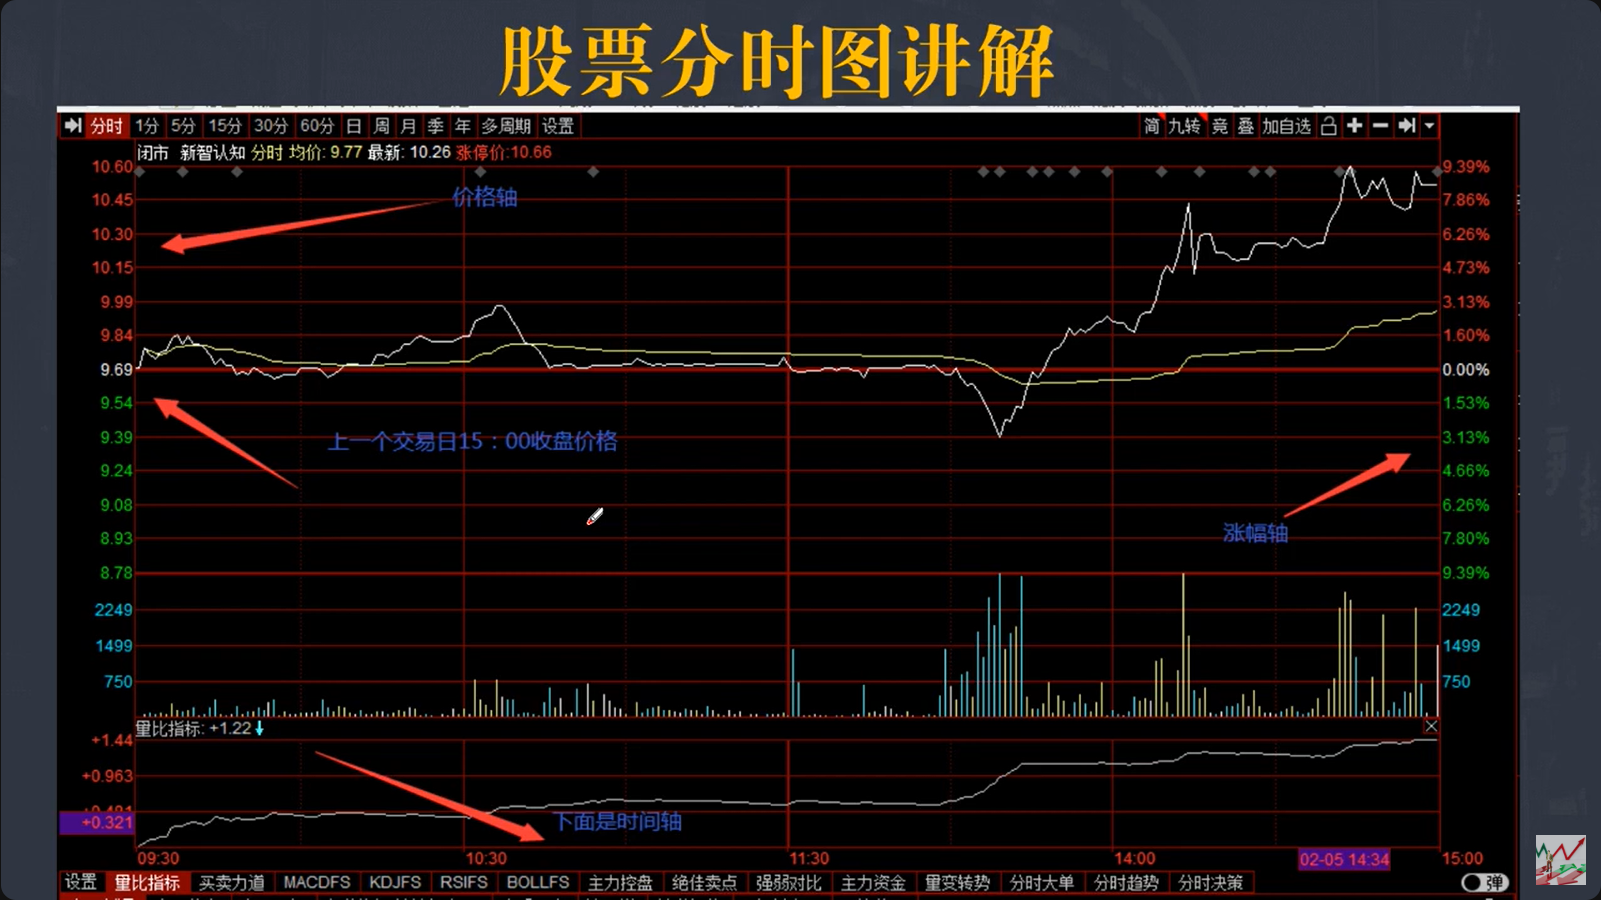 股票分时图讲解
分时 1分 5分 15分 30分 60分 日 周 月 季 年 多周期 设置 简 九转 竞 叠 加自选
闭市 新智认知 分时 均价: 9.77 最新: 10.26 涨停价:10.66
10.60 9.39%
价格轴
10.45 7.86%
10.30 6.26%
10.15 4.73%
9.99 3.13%
9.84 1.60%
9.69 0.00%
9.54 1.53%
9.39 上一个交易日15：00收盘价格 3.13%
9.24 4.66%
9.08 6.26%
涨幅轴
8.93 7.80%
8.78 9.39%
2249 2249
1499 1499
750 750
量比指标: +1.22
+1.44
+0.963
+0.481
+0.321 下面是时间轴
09:30 10:30 11:30 14:00 02-05 14:34 15:00
设置 量比指标 买卖力道 MACDFS KDJFS RSIFS BOLLFS 主力控盘 绝住卖点 强弱对比 主力资金 量变转势 分时大单 分时趋势 分时决策 弹